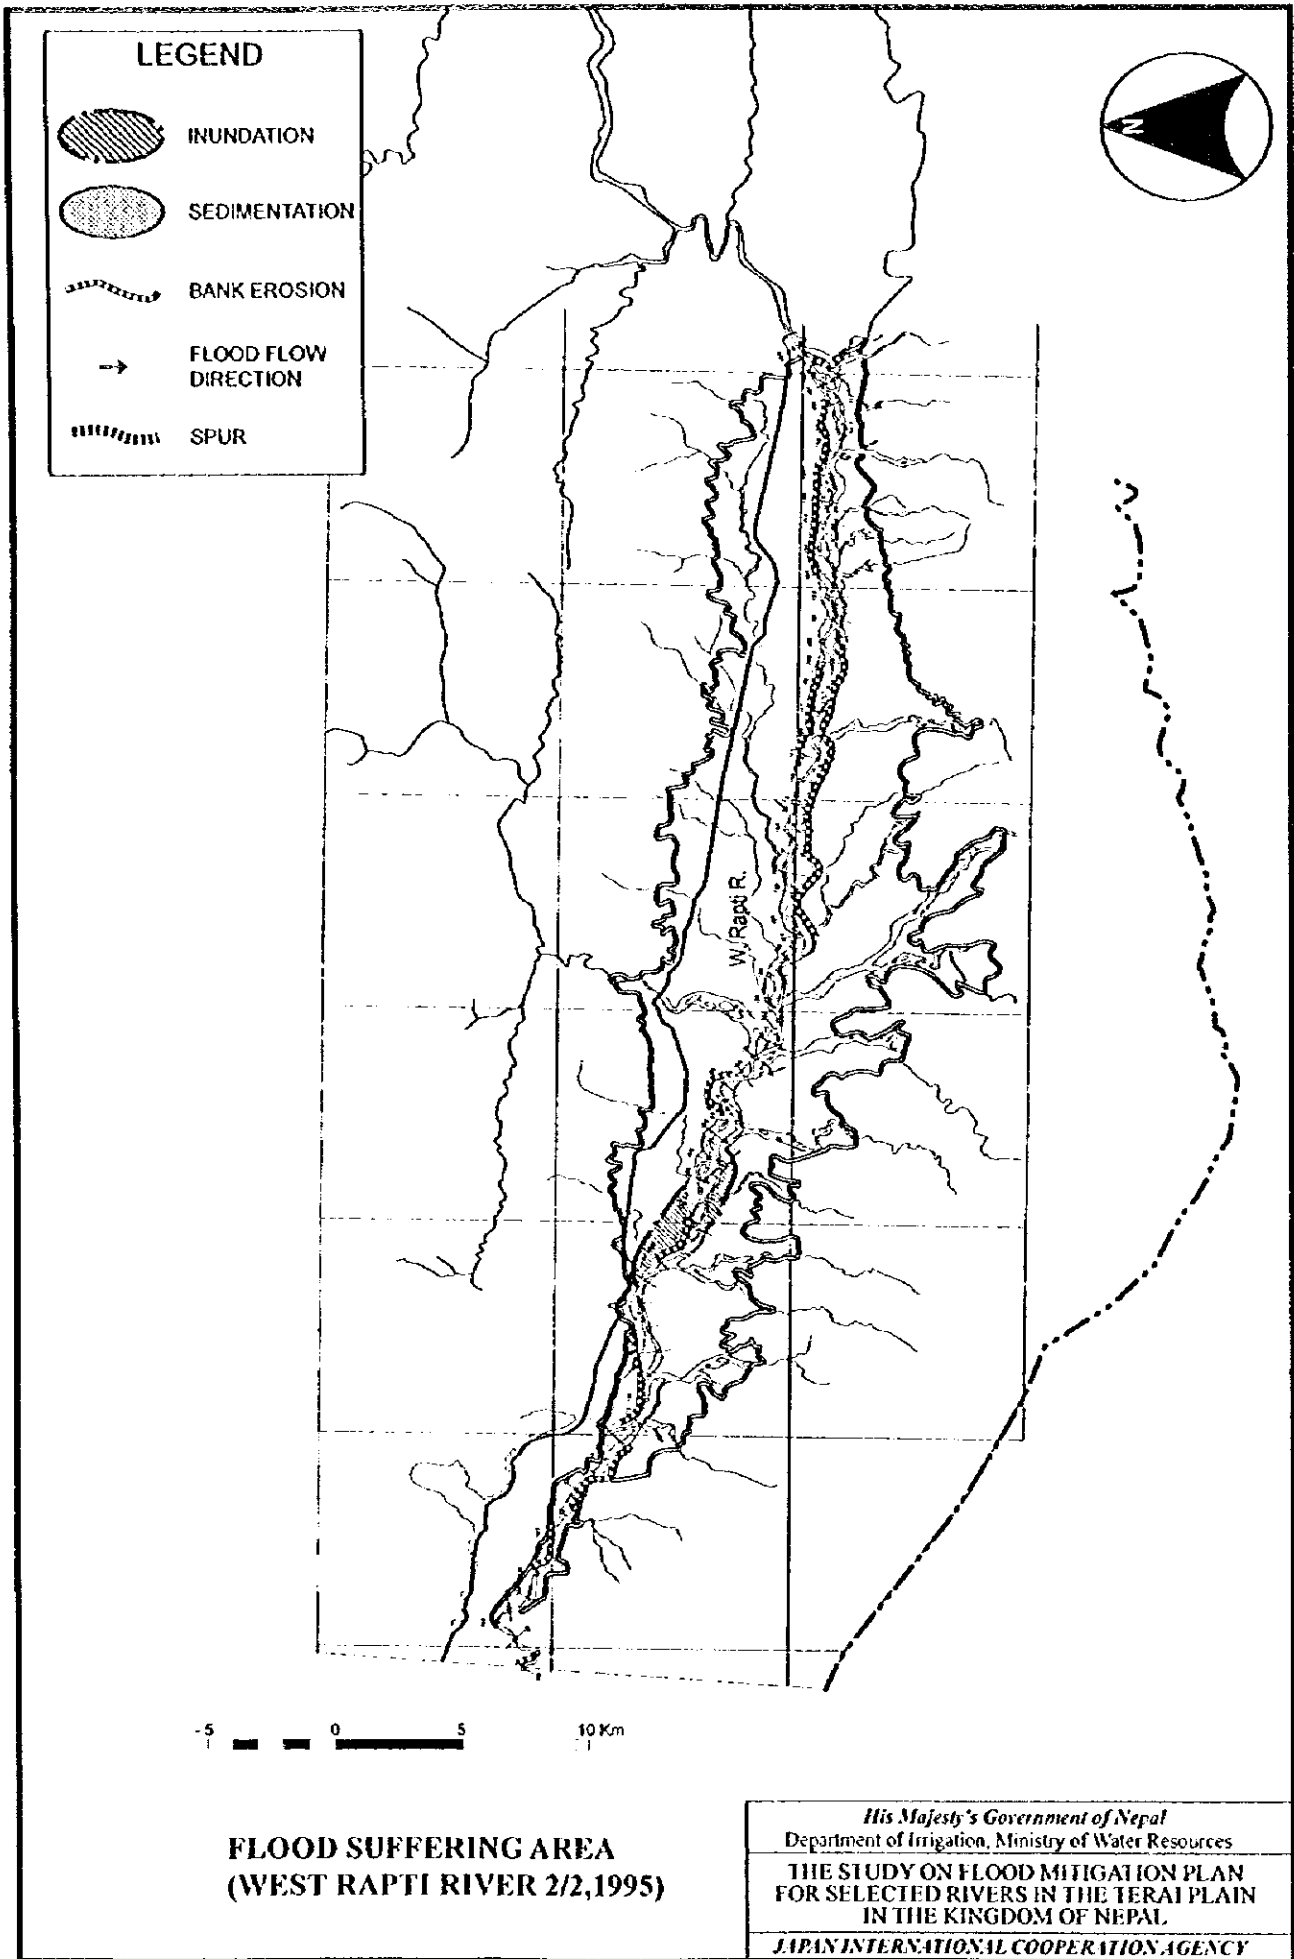 LEGEND
INUNDATION
SEDIMENTATION
BANK EROSION
FLOOD FLOW
DIRECTION
SPUR
N
W. Rapti R.
- 5 0 5 10 Km
FLOOD SUFFERING AREA
(WEST RAPTI RIVER 2/2,1995)
His Majesty's Government of Nepal
Department of Irrigation, Ministry of Water Resources
THE STUDY ON FLOOD MITIGATION PLAN
FOR SELECTED RIVERS IN THE TERAI PLAIN
IN THE KINGDOM OF NEPAL
JAPAN INTERNATIONAL COOPERATION AGENCY